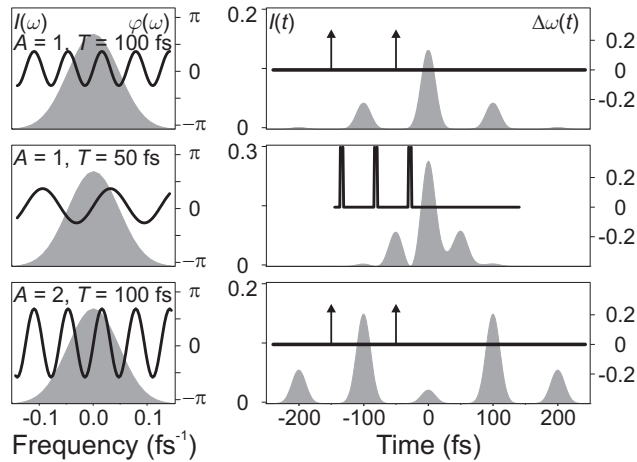 I(ω) φ(ω)
A = 1, T = 100 fs
π
0
−π
A = 1, T = 50 fs
π
0
−π
A = 2, T = 100 fs
π
0
−π
-0.1 0.0 0.1
Frequency (fs⁻¹)
0.2
0
I(t) Δω(t)
0.2
0
-0.2
0.3
0
0.2
0
-0.2
0.2
0
0.2
0
-0.2
-200 -100 0 100 200
Time (fs)